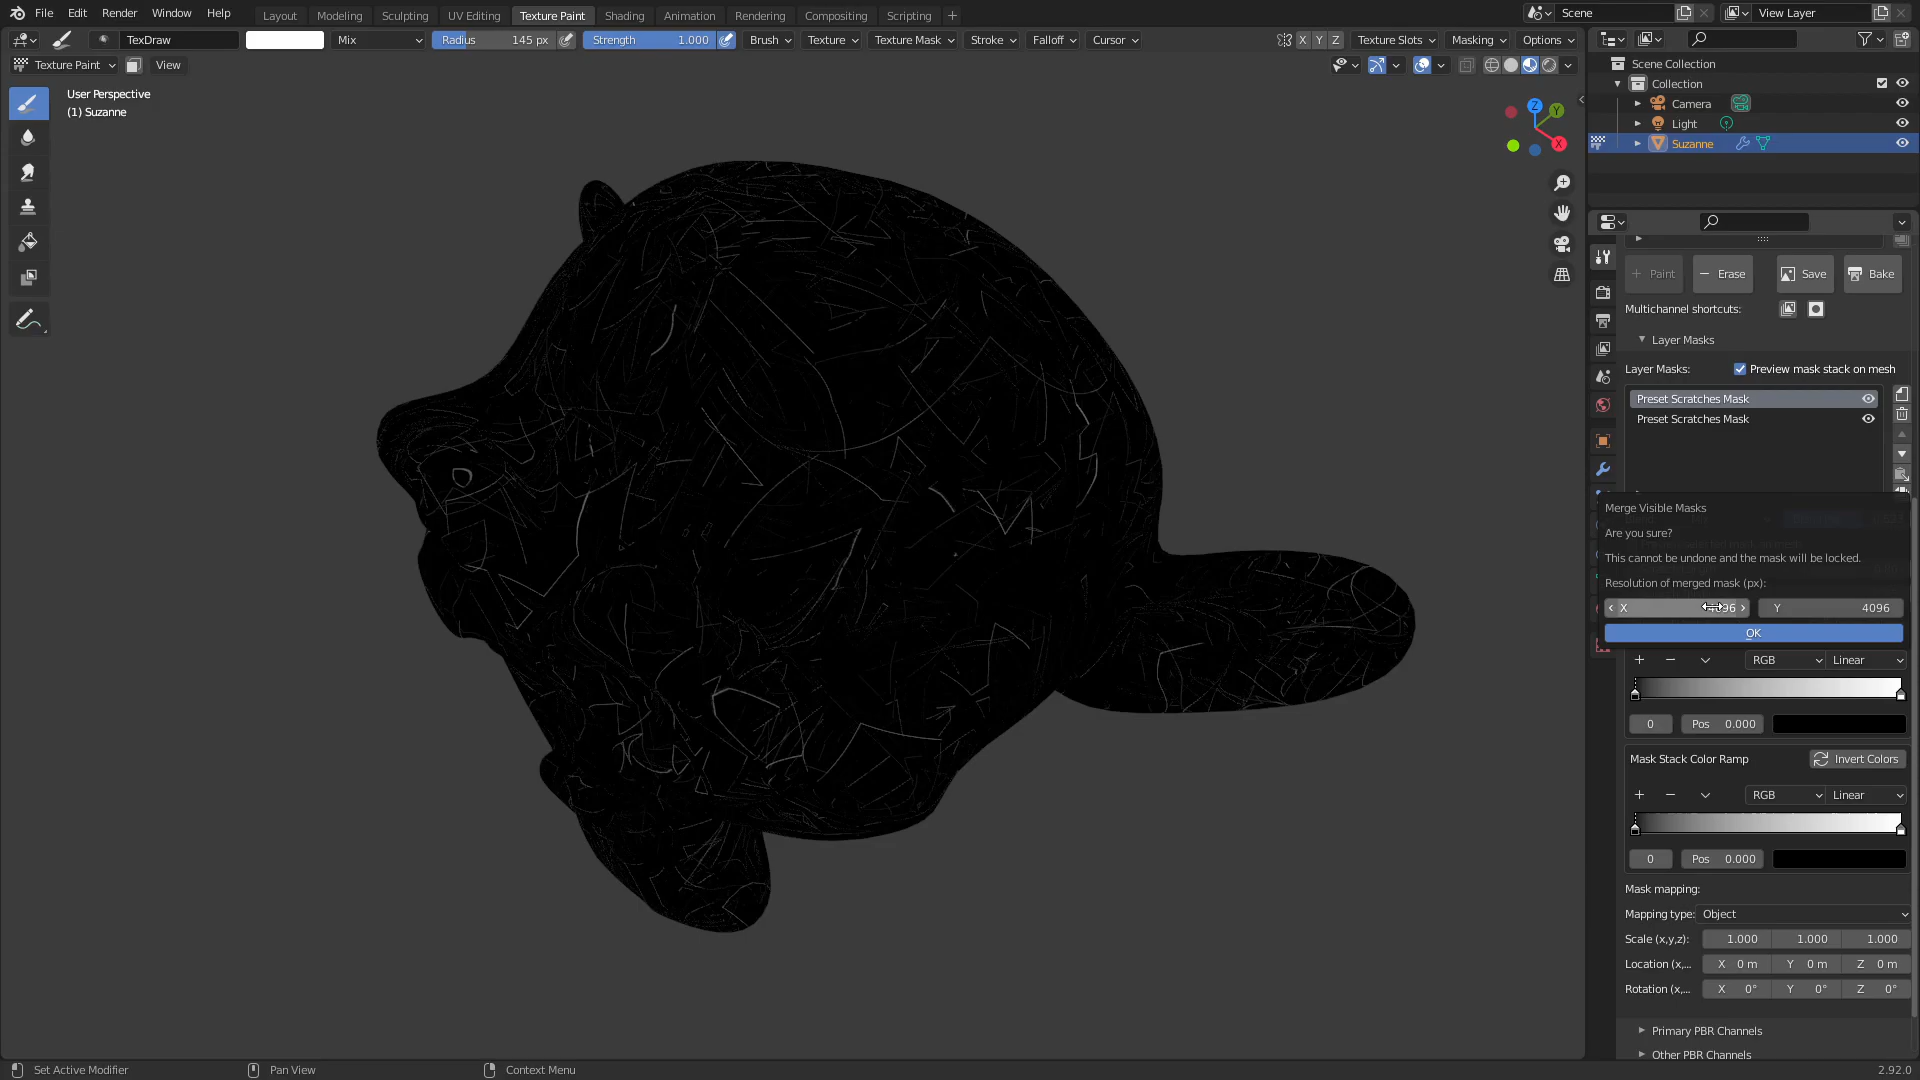 File Edit Render Window Help Layout Modeling Sculpting UV Editing Texture Paint Shading Animation Rendering Compositing Scripting + Scene View Layer
TexDraw Mix Radius 145 px Strength 1.000 Brush Texture Texture Mask Stroke Falloff Cursor X Y Z Texture Slots Masking Options
Texture Paint View
User Perspective
(1) Suzanne
Z Y X
Scene Collection
Collection
Camera
Light
Suzanne
Paint Erase Save Bake
Multichannel shortcuts:
Layer Masks
Layer Masks: Preview mask stack on mesh
Preset Scratches Mask
Preset Scratches Mask
Merge Visible Masks
Are you sure?
This cannot be undone and the mask will be locked.
Resolution of merged mask (px):
X 4096 Y 4096
OK
RGB Linear
0 Pos 0.000
Mask Stack Color Ramp Invert Colors
RGB Linear
0 Pos 0.000
Mask mapping:
Mapping type: Object
Scale (x,y,z): 1.000 1.000 1.000
Location (x,... X 0 m Y 0 m Z 0 m
Rotation (x,... X 0° Y 0° Z 0°
Primary PBR Channels
Other PBR Channels
Set Active Modifier Pan View Context Menu 2.92.0